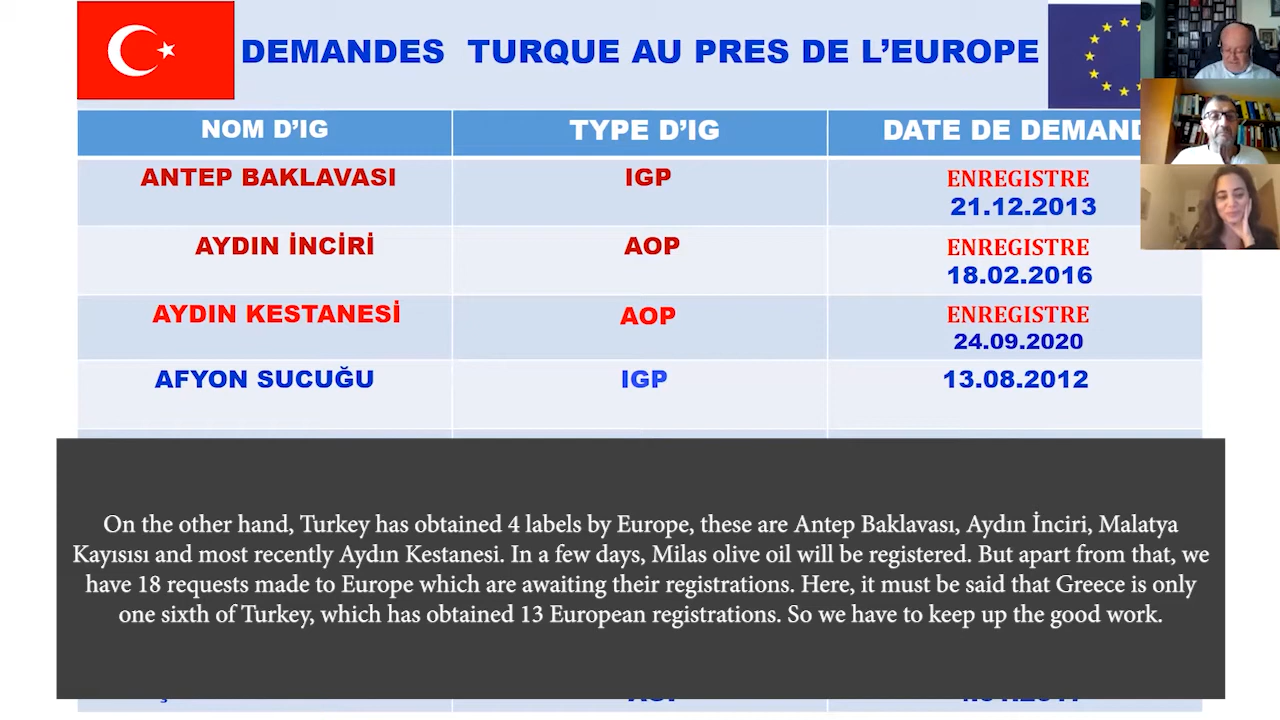 DEMANDES TURQUE AU PRES DE L’EUROPE
NOM D’IG TYPE D’IG DATE DE DEMAND
ANTEP BAKLAVASI IGP ENREGISTRE
21.12.2013
AYDIN İNCİRİ AOP ENREGISTRE
18.02.2016
AYDIN KESTANESİ AOP ENREGISTRE
24.09.2020
AFYON SUCUĞU IGP 13.08.2012
On the other hand, Turkey has obtained 4 labels by Europe, these are Antep Baklavası, Aydın İnciri, Malatya
Kayısısı and most recently Aydın Kestanesi. In a few days, Milas olive oil will be registered. But apart from that, we
have 18 requests made to Europe which are awaiting their registrations. Here, it must be said that Greece is only
one sixth of Turkey, which has obtained 13 European registrations. So we have to keep up the good work.